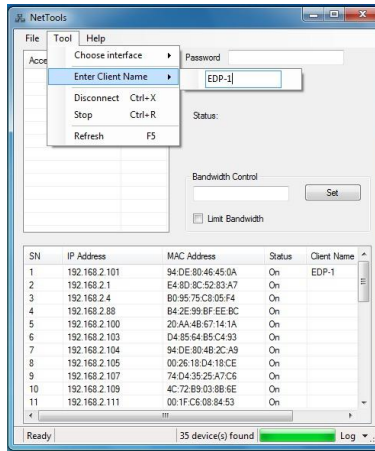 NetTools
File Tool Help
Choose interface
Enter Client Name
Disconnect Ctrl+X
Stop Ctrl+R
Refresh F5
EDP-1
Acce
Password
Status:
Bandwidth Control
Set
Limit Bandwidth
SN IP Address MAC Address Status Client Name
1 192.168.2.101 94:DE:80:46:45:0A On EDP-1
2 192.168.2.1 E4:8D:8C:52:83:A7 On
3 192.168.2.4 B0:95:75:C8:05:F4 On
4 192.168.2.88 B4:2E:99:BF:EE:BC On
5 192.168.2.100 20:AA:4B:67:14:1A On
6 192.168.2.103 D4:85:64:B5:C4:93 On
7 192.168.2.104 94:DE:80:4B:2C:A9 On
8 192.168.2.105 00:26:18:D4:18:CE On
9 192.168.2.107 74:D4:35:25:A7:C6 On
10 192.168.2.109 4C:72:B9:03:8B:6E On
11 192.168.2.111 00:1F:C6:08:84:53 On
Ready 35 device(s) found Log